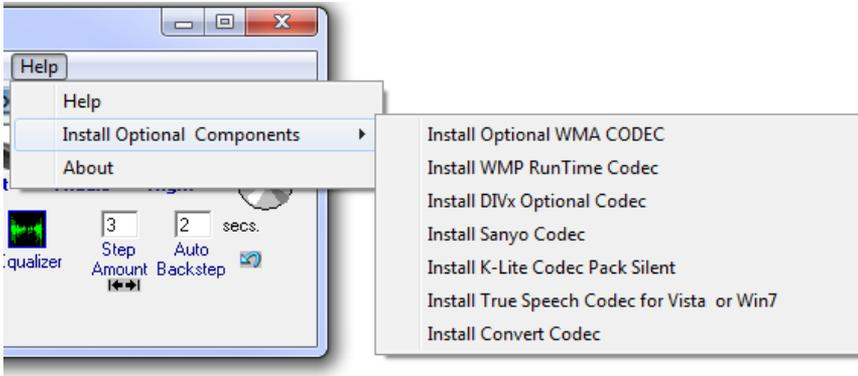 Help
Help
Install Optional Components
About
Install Optional WMA CODEC
Install WMP RunTime Codec
Install DIVx Optional Codec
Install Sanyo Codec
Install K-Lite Codec Pack Silent
Install True Speech Codec for Vista or Win7
Install Convert Codec
3
2 secs.
Step Amount
Auto Backstep